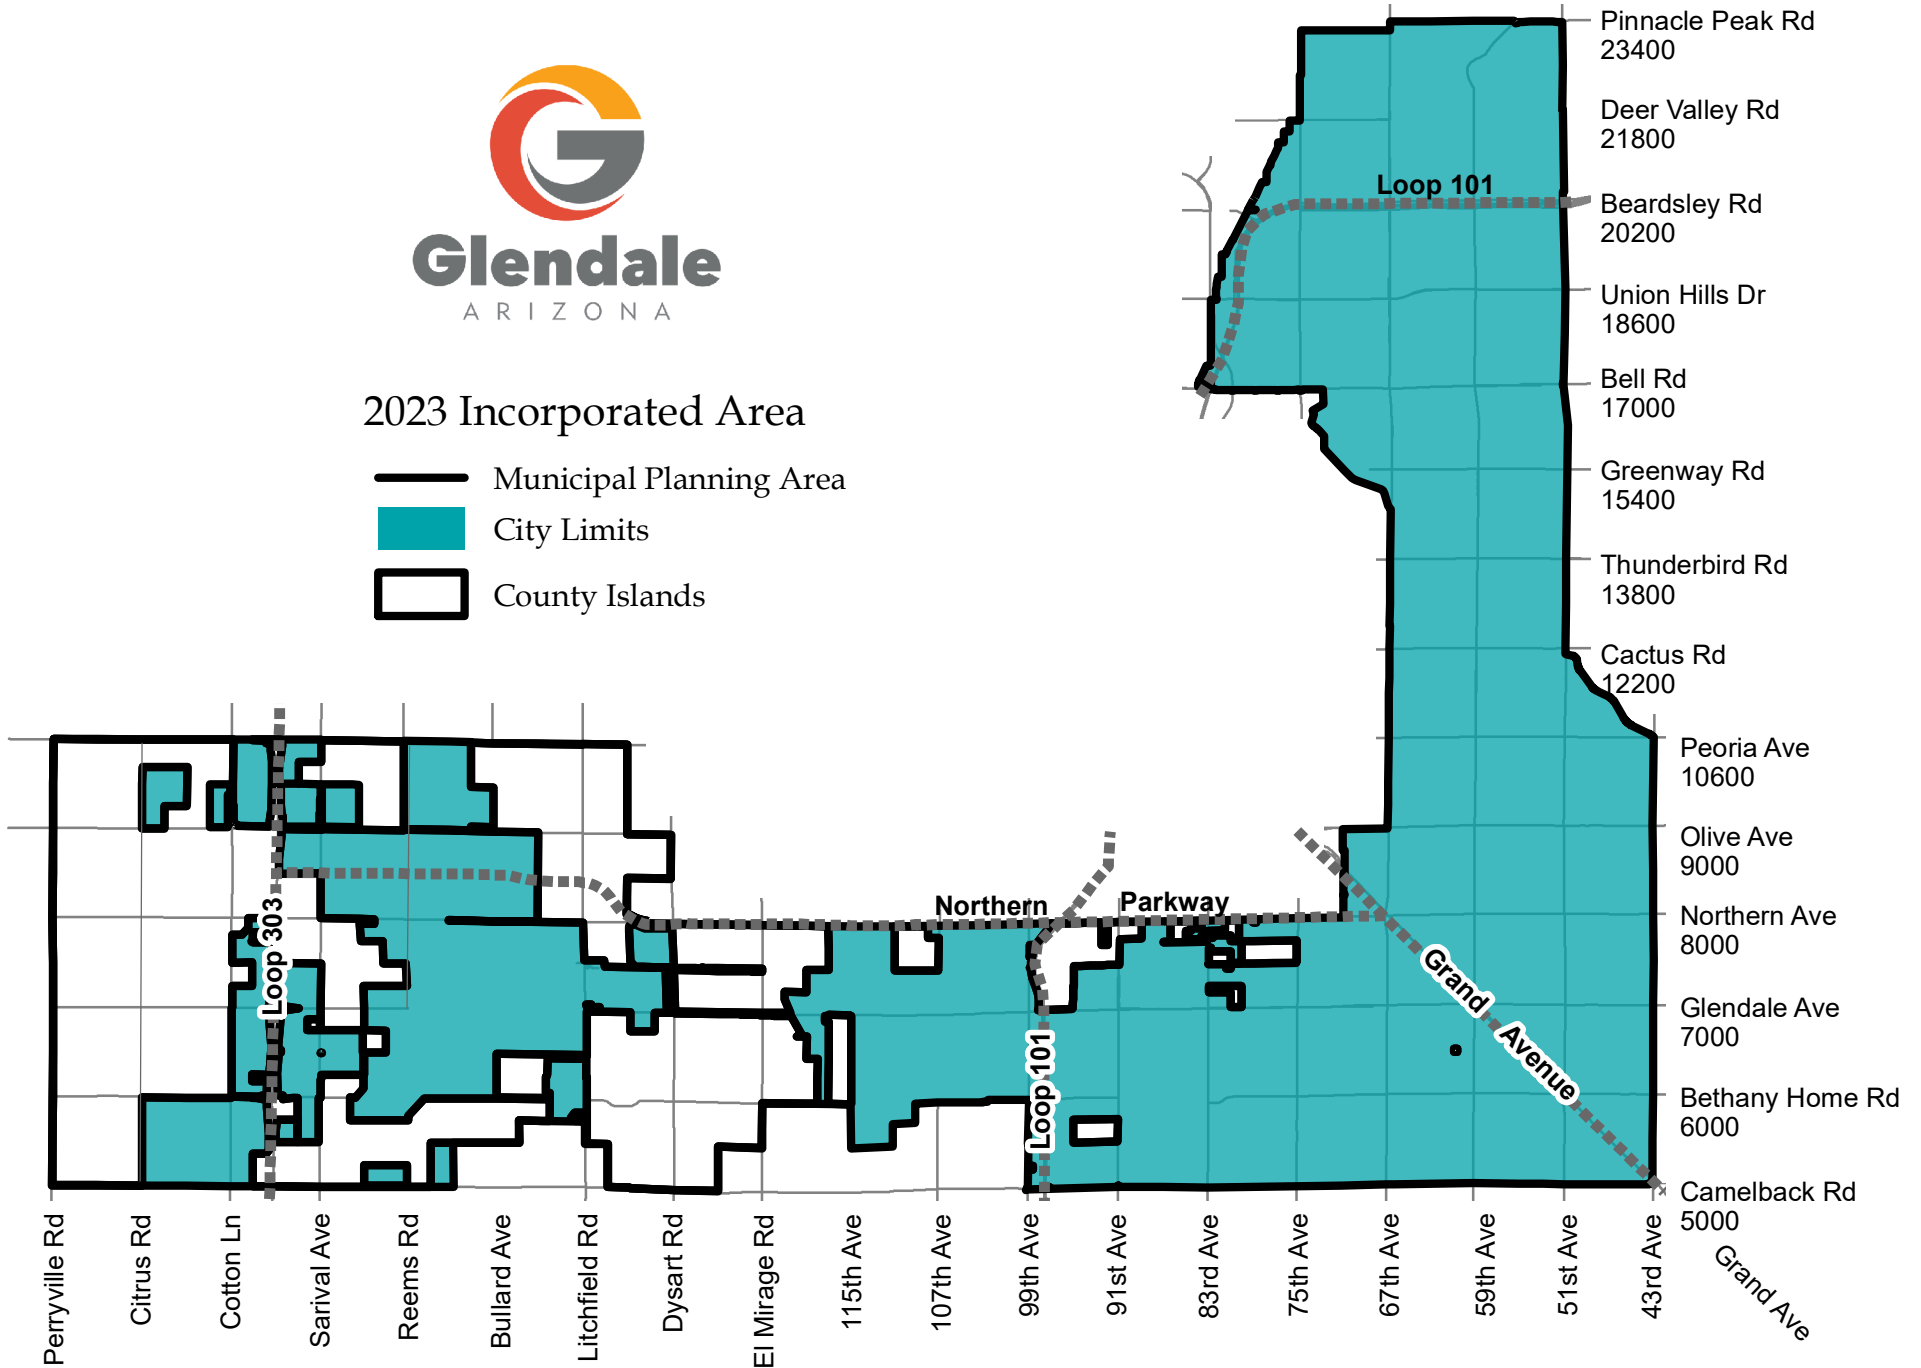 Glendale
ARIZONA
2023 Incorporated Area
Municipal Planning Area
City Limits
County Islands
Pinnacle Peak Rd
23400
Deer Valley Rd
21800
Loop 101
Beardsley Rd
20200
Union Hills Dr
18600
Bell Rd
17000
Greenway Rd
15400
Thunderbird Rd
13800
Cactus Rd
12200
Peoria Ave
10600
Olive Ave
9000
Northern Parkway
Northern Ave
8000
Loop 303
Grand Avenue
Glendale Ave
7000
Loop 101
Bethany Home Rd
6000
Camelback Rd
5000
Perryville Rd
Citrus Rd
Cotton Ln
Sarival Ave
Reems Rd
Bullard Ave
Litchfield Rd
Dysart Rd
El Mirage Rd
115th Ave
107th Ave
99th Ave
91st Ave
83rd Ave
75th Ave
67th Ave
59th Ave
51st Ave
43rd Ave
Grand Ave